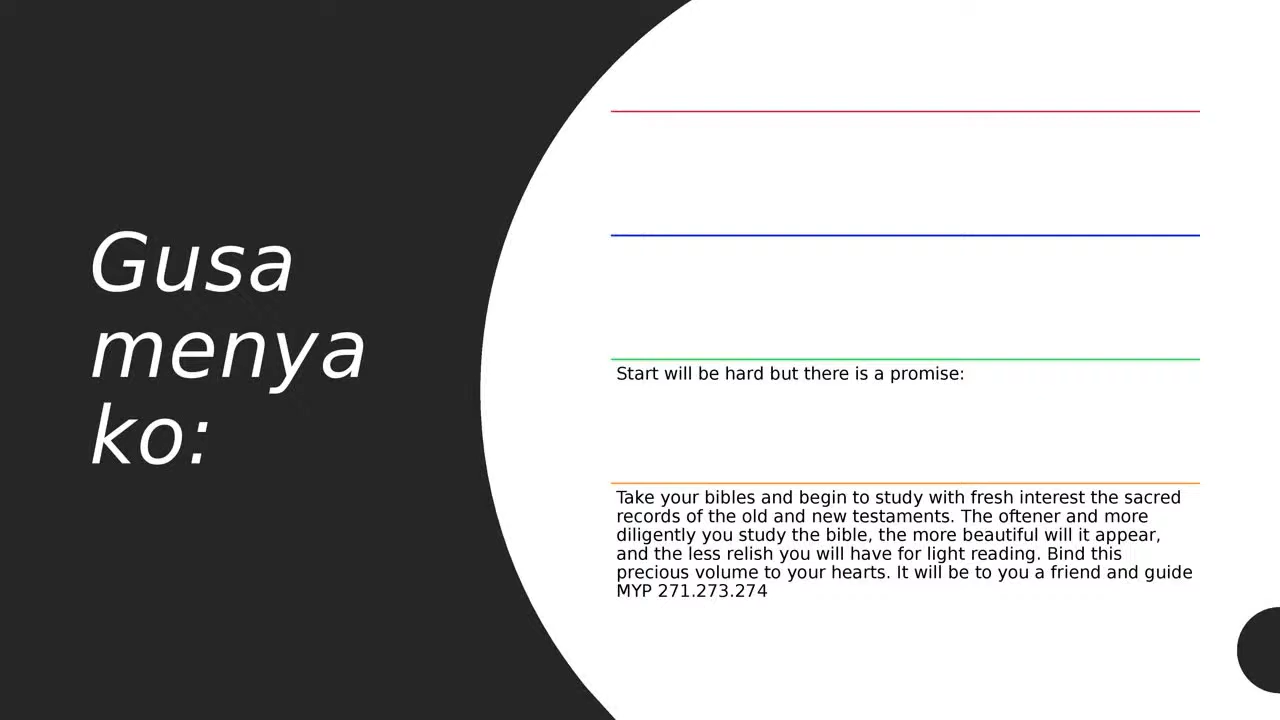 Gusa
menya
ko:
Start will be hard but there is a promise:
Take your bibles and begin to study with fresh interest the sacred
records of the old and new testaments. The oftener and more
diligently you study the bible, the more beautiful will it appear,
and the less relish you will have for light reading. Bind this
precious volume to your hearts. It will be to you a friend and guide
MYP 271.273.274